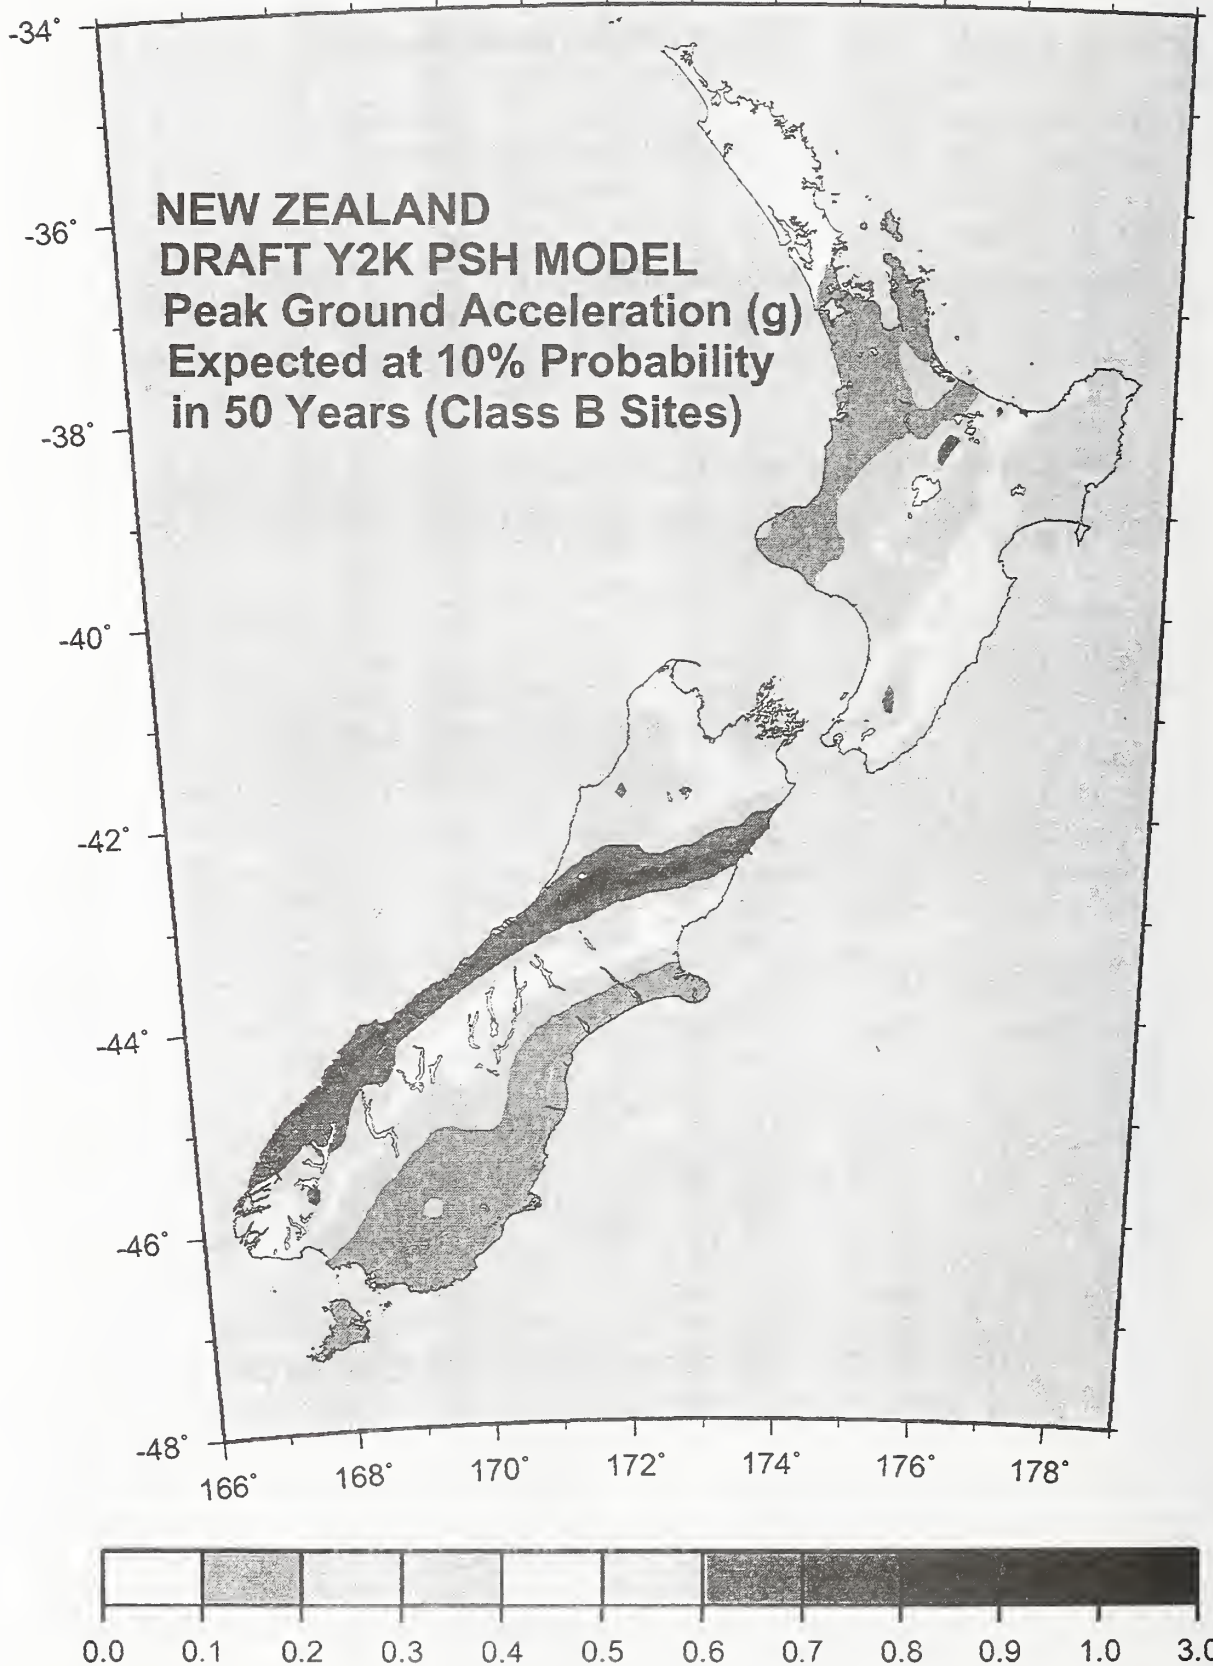 -34°
NEW ZEALAND
DRAFT Y2K PSH MODEL
Peak Ground Acceleration (g)
Expected at 10% Probability
in 50 Years (Class B Sites)
-36°
-38°
-40°
-42°
-44°
-46°
-48°
166° 168° 170° 172° 174° 176° 178°
0.0 0.1 0.2 0.3 0.4 0.5 0.6 0.7 0.8 0.9 1.0 3.0